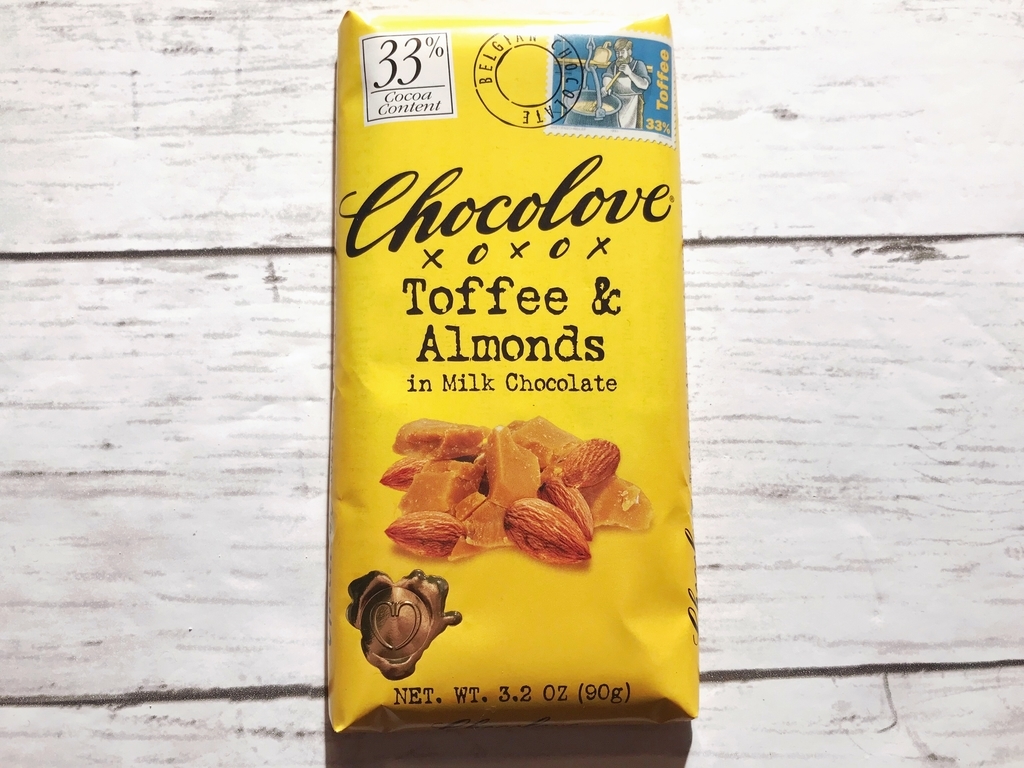 33%
Cocoa
Content
BELGIAN CHOCOLATE
Toffee
33%
Chocolove®
xoxox
Toffee &
Almonds
in Milk Chocolate
NET. WT. 3.2 OZ (90g)